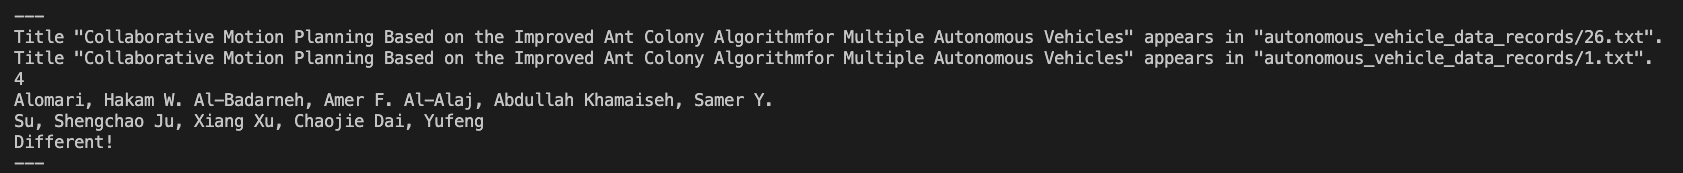 ---
Title "Collaborative Motion Planning Based on the Improved Ant Colony Algorithmfor Multiple Autonomous Vehicles" appears in "autonomous_vehicle_data_records/26.txt".
Title "Collaborative Motion Planning Based on the Improved Ant Colony Algorithmfor Multiple Autonomous Vehicles" appears in "autonomous_vehicle_data_records/1.txt".
4
Alomari, Hakam W. Al-Badarneh, Amer F. Al-Alaj, Abdullah Khamaiseh, Samer Y.
Su, Shengchao Ju, Xiang Xu, Chaojie Dai, Yufeng
Different!
---